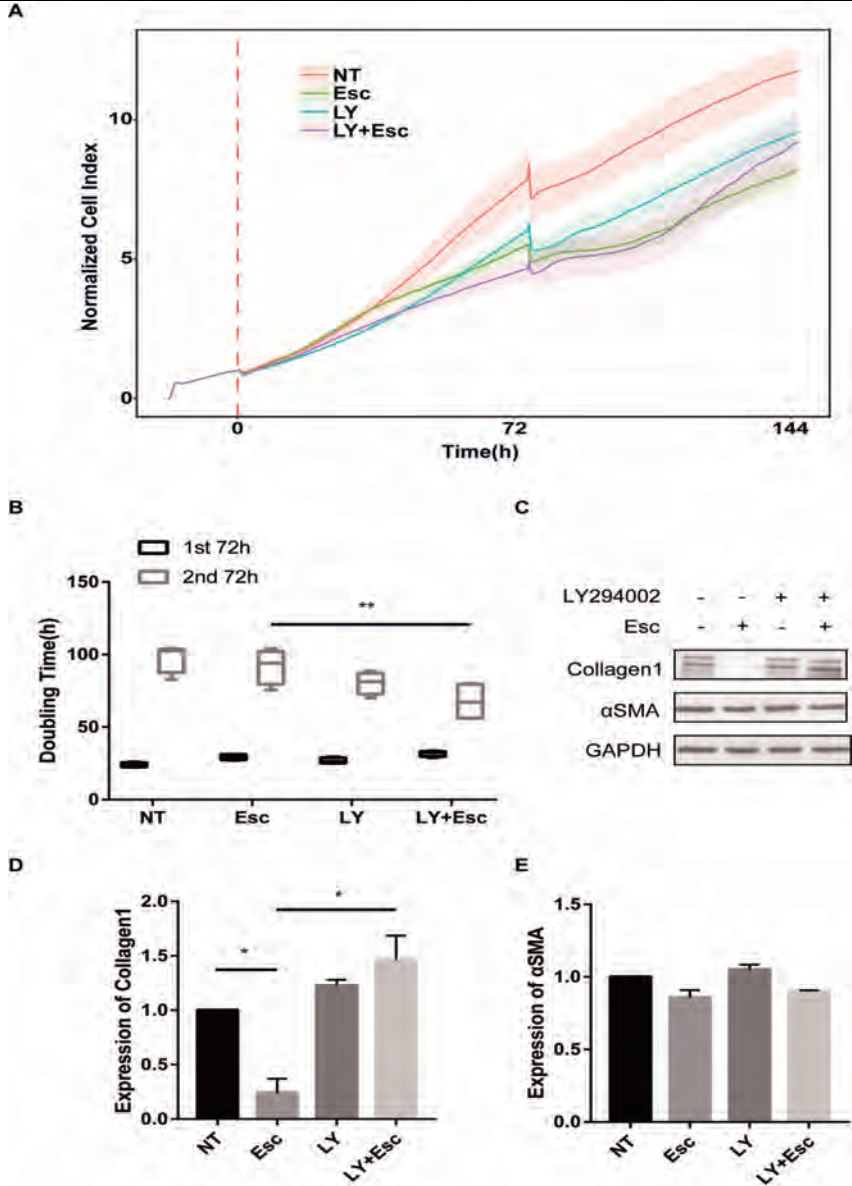 A
NT
Esc
LY
LY+Esc
10
5
0
Normalized Cell Index.
0 72 144
Time(h)
B
1st 72h
2nd 72h
150
100
50
0
**
Doubling Time(h)
NT Esc LY LY+Esc
C
LY294002 - - + +
Esc - + - +
Collagen1
αSMA
GAPDH
D
2.0
1.5
1.0
0.5
0.0
*
*
Expression of Collagen1
NT Esc LY LY+Esc
E
1.5
1.0
0.5
0.0
Expression of αSMA
NT Esc LY LY+Esc